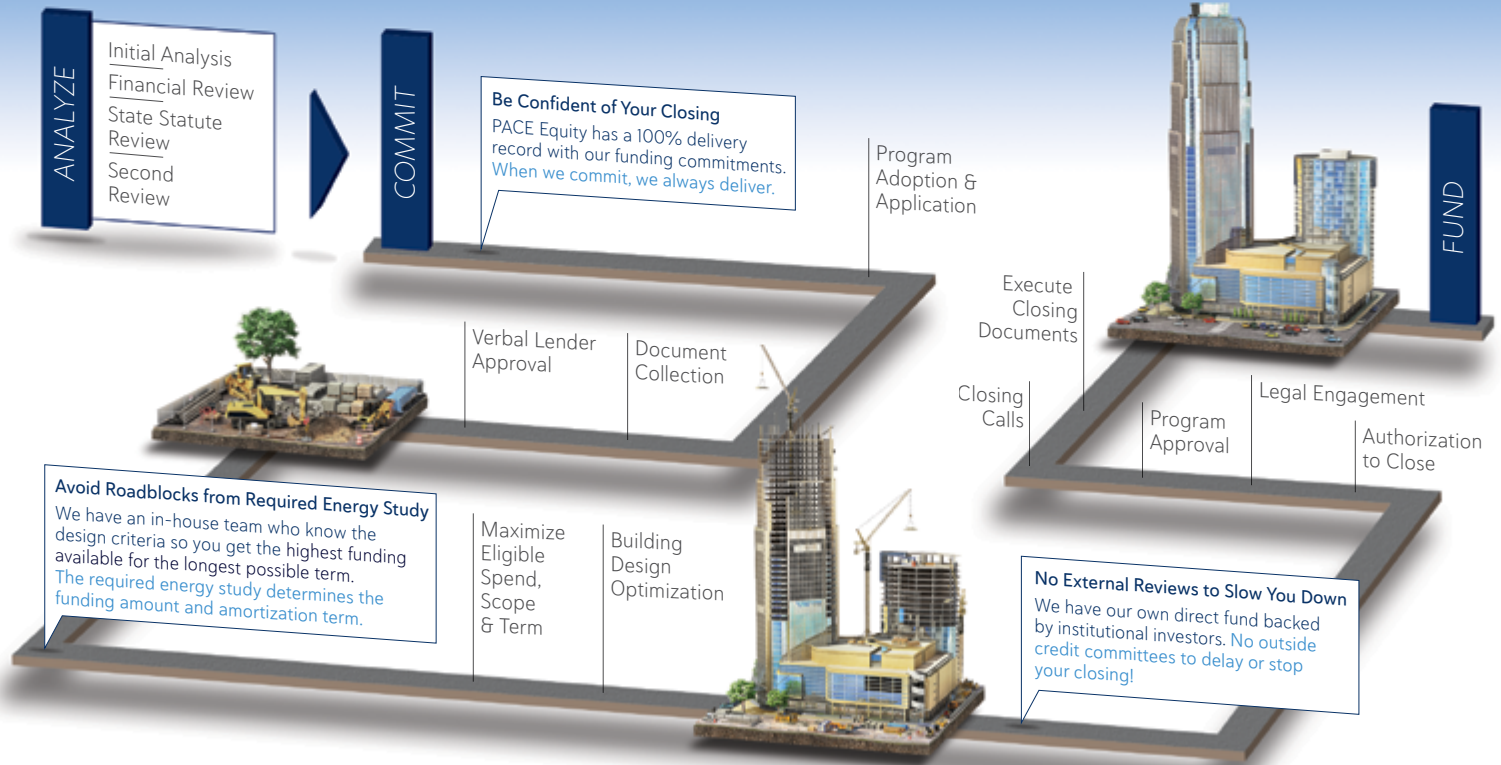 ANALYZE
Initial Analysis
Financial Review
State Statute
Review
Second
Review
COMMIT
Be Confident of Your Closing
PACE Equity has a 100% delivery
record with our funding commitments.
When we commit, we always deliver.
Program
Adoption &
Application
Verbal Lender
Approval
Document
Collection
Avoid Roadblocks from Required Energy Study
We have an in-house team who know the
design criteria so you get the highest funding
available for the longest possible term.
The required energy study determines the
funding amount and amortization term.
Maximize
Eligible
Spend,
Scope
& Term
Building
Design
Optimization
No External Reviews to Slow You Down
We have our own direct fund backed
by institutional investors. No outside
credit committees to delay or stop
your closing!
Authorization
to Close
Legal Engagement
Program
Approval
Closing
Calls
Execute
Closing
Documents
FUND